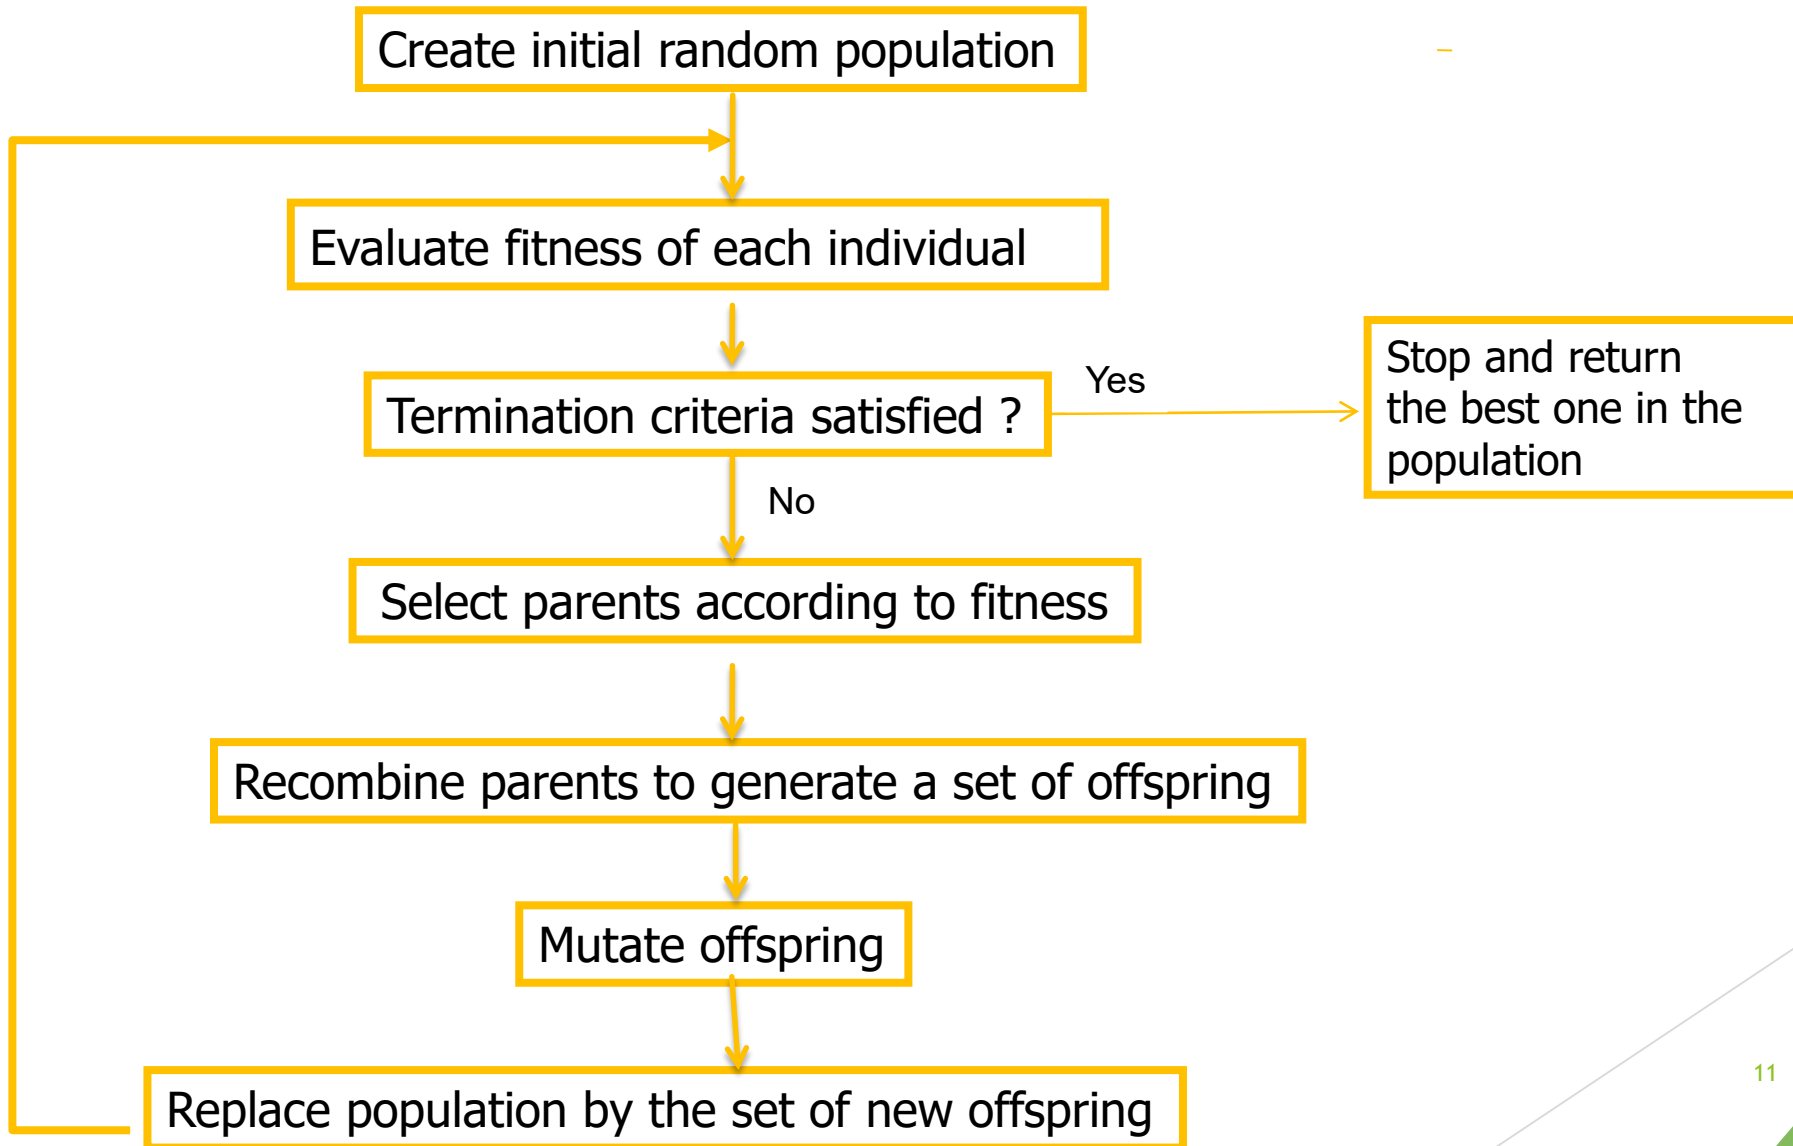 Create initial random population
Evaluate fitness of each individual
Termination criteria satisfied ?
Yes
Stop and return
the best one in the
population
No
Select parents according to fitness
Recombine parents to generate a set of offspring
Mutate offspring
Replace population by the set of new offspring
11